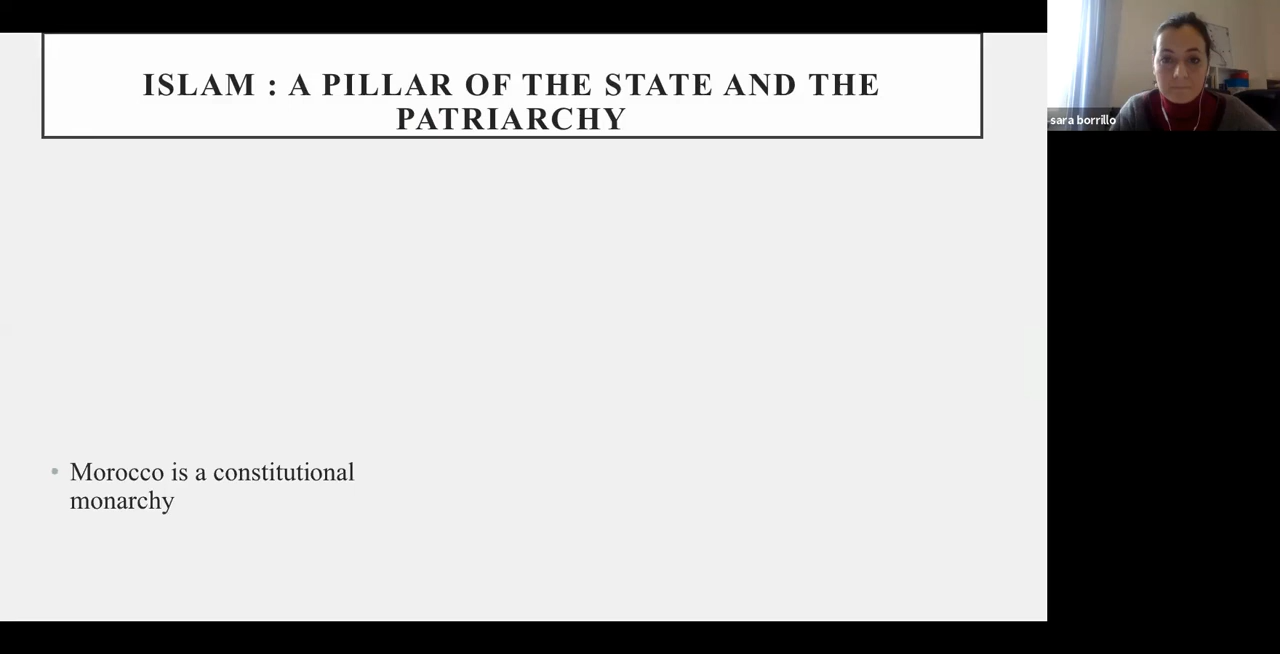 ISLAM : A PILLAR OF THE STATE AND THE
PATRIARCHY
sara borrillo
• Morocco is a constitutional
monarchy